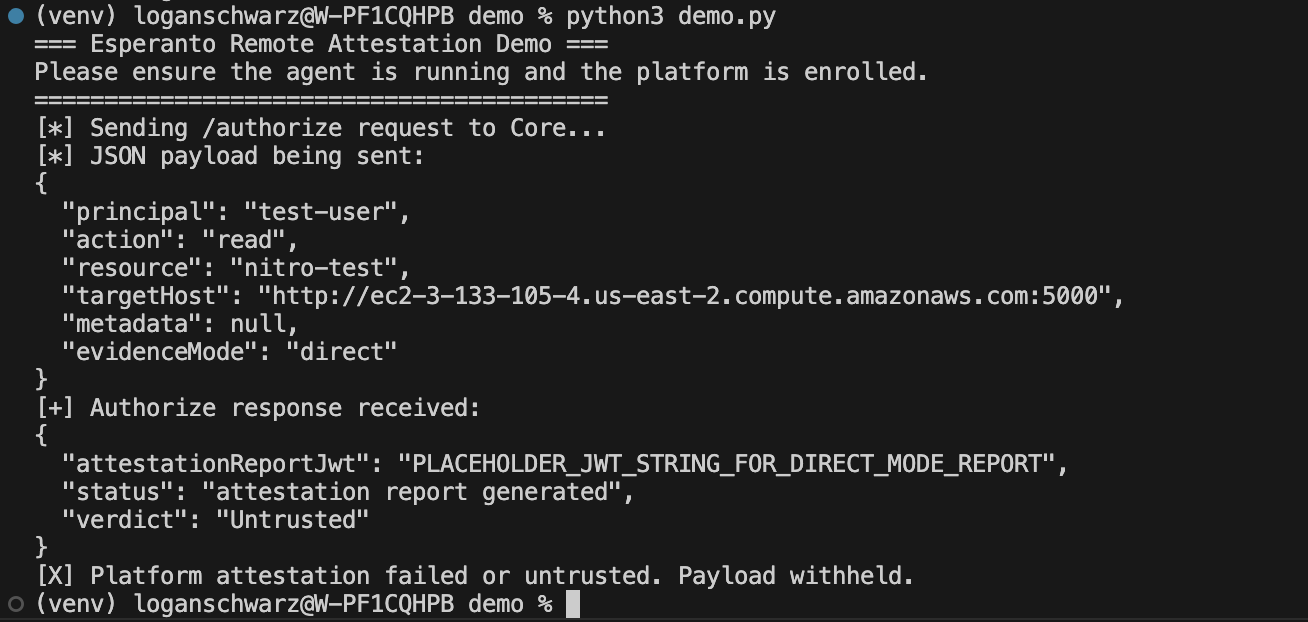 (venv) loganschwarz@W-PF1CQHPB demo % python3 demo.py
=== Esperanto Remote Attestation Demo ===
Please ensure the agent is running and the platform is enrolled.
=========================================
[*] Sending /authorize request to Core...
[*] JSON payload being sent:
{
  "principal": "test-user",
  "action": "read",
  "resource": "nitro-test",
  "targetHost": "http://ec2-3-133-105-4.us-east-2.compute.amazonaws.com:5000",
  "metadata": null,
  "evidenceMode": "direct"
}
[+] Authorize response received:
{
  "attestationReportJwt": "PLACEHOLDER_JWT_STRING_FOR_DIRECT_MODE_REPORT",
  "status": "attestation report generated",
  "verdict": "Untrusted"
}
[X] Platform attestation failed or untrusted. Payload withheld.
(venv) loganschwarz@W-PF1CQHPB demo %